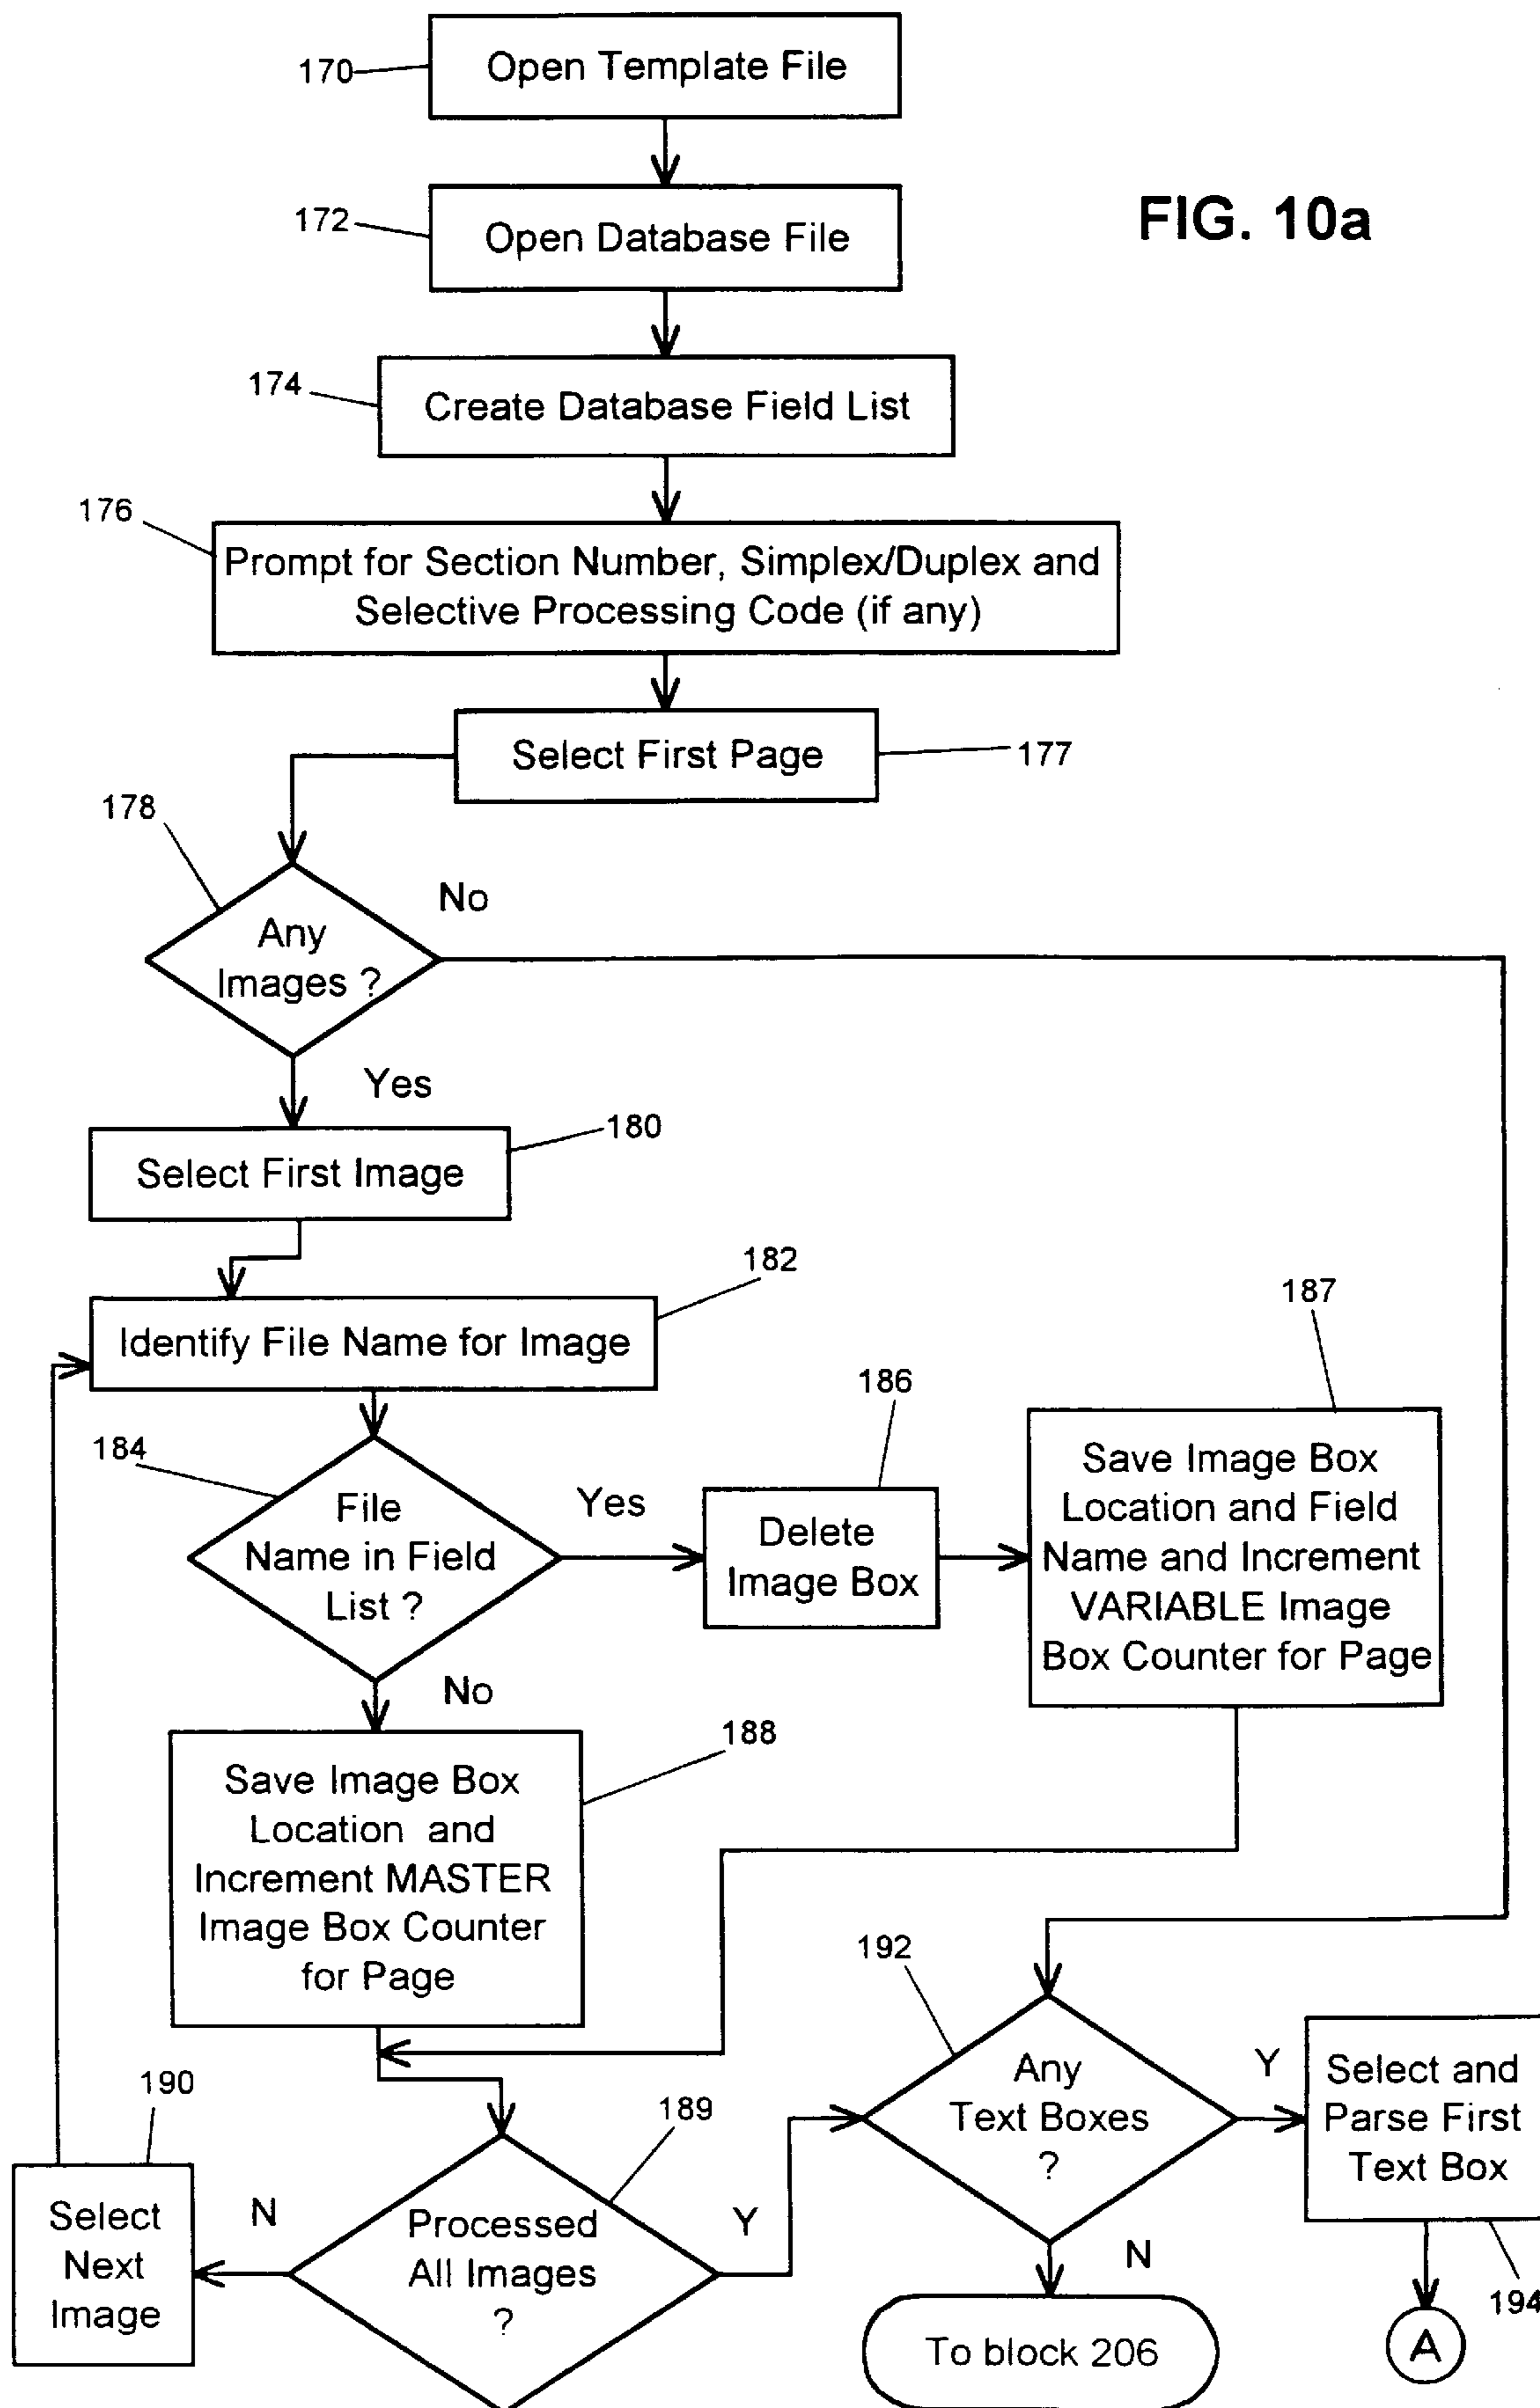 170
Open Template File
172
Open Database File
FIG. 10a
174
Create Database Field List
176
Prompt for Section Number, Simplex/Duplex and
Selective Processing Code (if any)
Select First Page
177
178
No
Any
Images ?
Yes
180
Select First Image
182
Identify File Name for Image
187
186
184
File
Name in Field
List ?
Yes
Delete
Image Box
Save Image Box
Location and Field
Name and Increment
VARIABLE Image
Box Counter for Page
No
188
Save Image Box
Location and
Increment MASTER
Image Box Counter
for Page
192
Any
Text Boxes
?
Y
Select and
Parse First
Text Box
190
189
Select
Next
Image
N
Processed
All Images
?
Y
N
194
To block 206
A